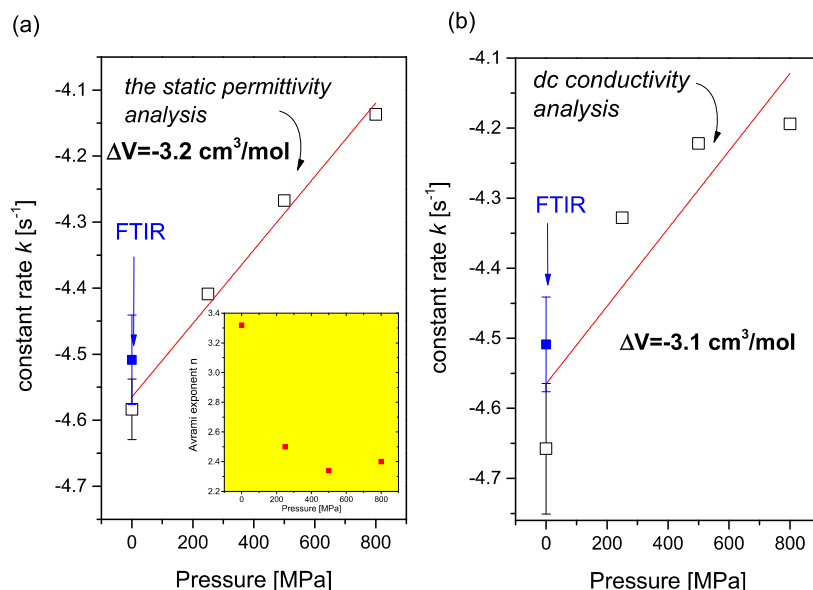 (a)
constant rate k [s⁻¹]
-4.1
-4.2
-4.3
-4.4
-4.5
-4.6
-4.7
the static permittivity
analysis
ΔV=-3.2 cm³/mol
FTIR
Avrami exponent n
3.4
3.2
3.0
2.8
2.6
2.4
2.2
0 200 400 600 800
Pressure [MPa]
0 200 400 600 800
Pressure [MPa]
(b)
constant rate k [s⁻¹]
-4.1
-4.2
-4.3
-4.4
-4.5
-4.6
-4.7
dc conductivity
analysis
FTIR
ΔV=-3.1 cm³/mol
0 200 400 600 800
Pressure [MPa]